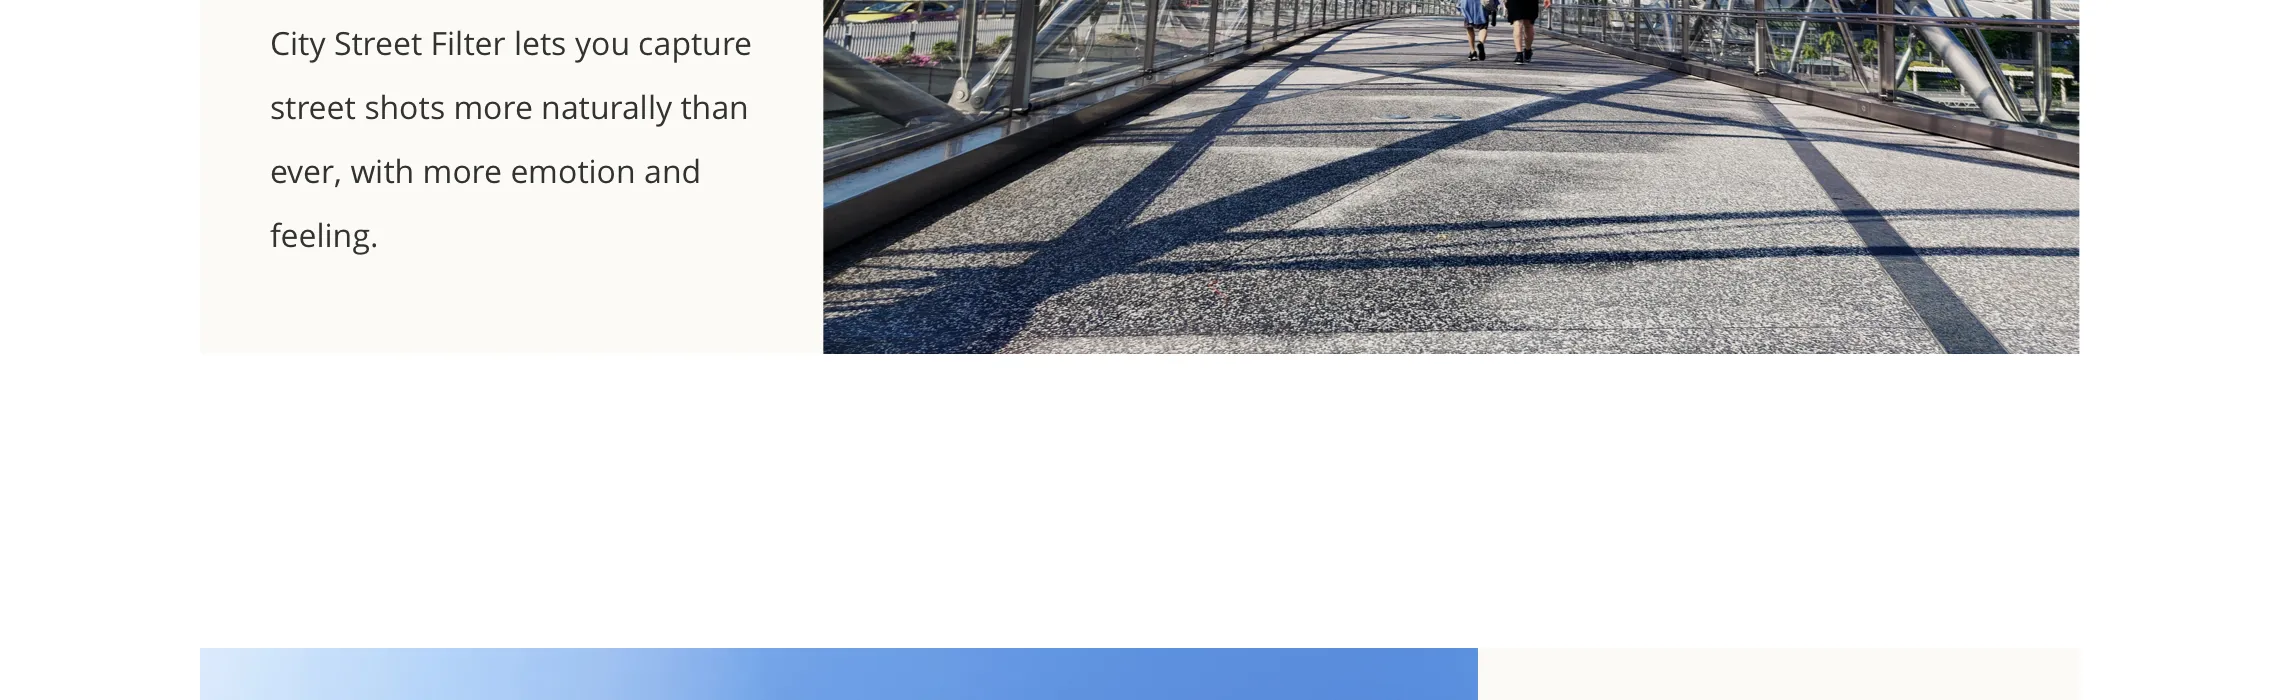 City Street Filter lets you capture
street shots more naturally than
ever, with more emotion and
feeling.